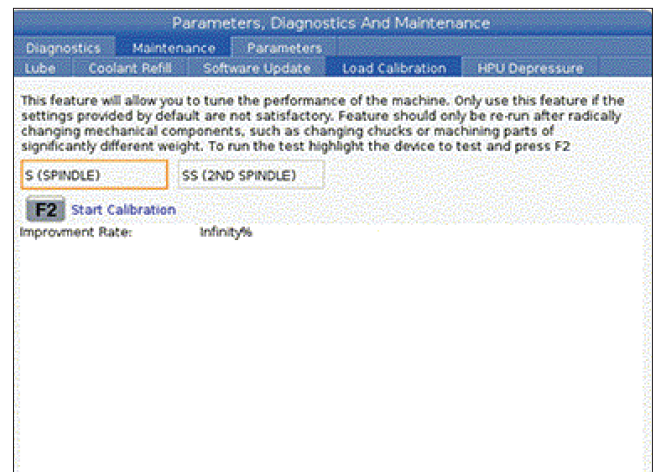 Parameters, Diagnostics And Maintenance
Diagnostics Maintenance Parameters
Lube Coolant Refill Software Update Load Calibration HPU Depressure
This feature will allow you to tune the performance of the machine. Only use this feature if the
settings provided by default are not satisfactory. Feature should only be re-run after radically
changing mechanical components, such as changing chucks or machining parts of
significantly different weight. To run the test highlight the device to test and press F2
S (SPINDLE) SS (2ND SPINDLE)
F2 Start Calibration
Improvment Rate: Infinity%